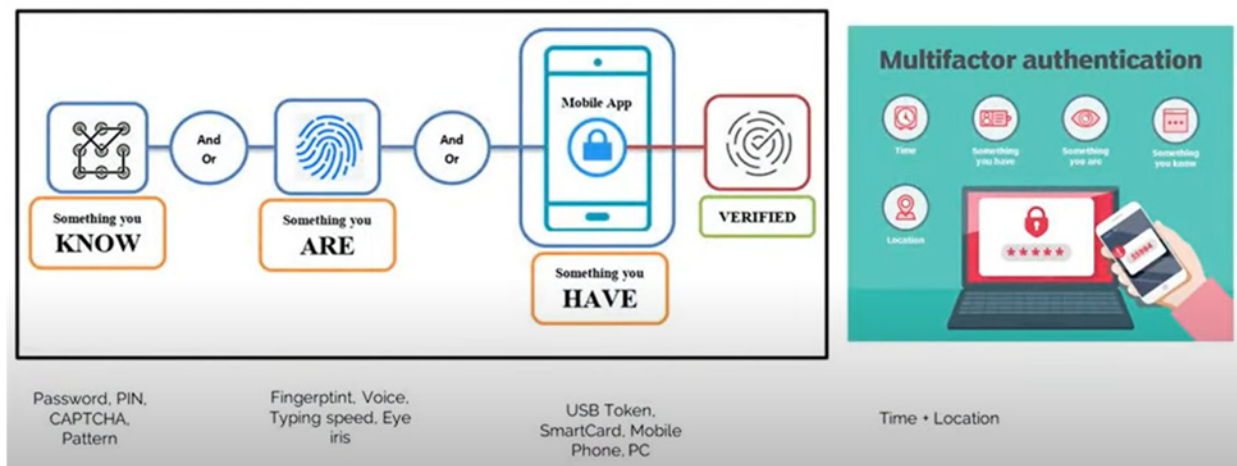 And
Or
And
Or
Mobile App
Something you
KNOW
Something you
ARE
Something you
HAVE
VERIFIED
Multifactor authentication
Time
Something
you have
Something
you are
Something
you know
Location
*****
Password, PIN,
CAPTCHA,
Pattern
Fingerptint, Voice,
Typing speed, Eye
iris
USB Token,
SmartCard, Mobile
Phone, PC
Time + Location